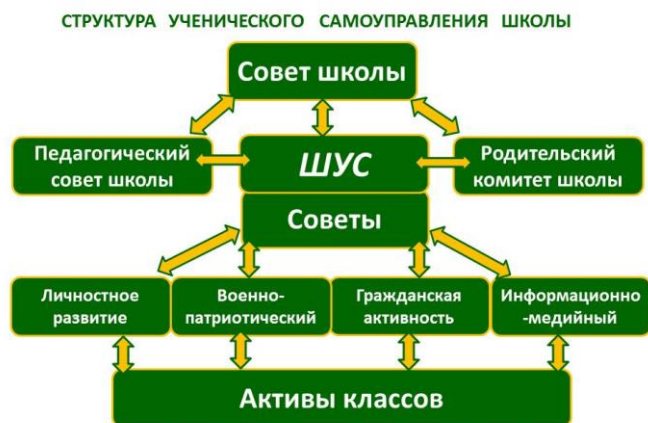 СТРУКТУРА УЧЕНИЧЕСКОГО САМОУПРАВЛЕНИЯ ШКОЛЫ
Совет школы
Педагогический
совет школы
ШУС
Родительский
комитет школы
Советы
Личностное
развитие
Военно-
патриотический
Гражданская
активность
Информационно
-медийный
Активы классов